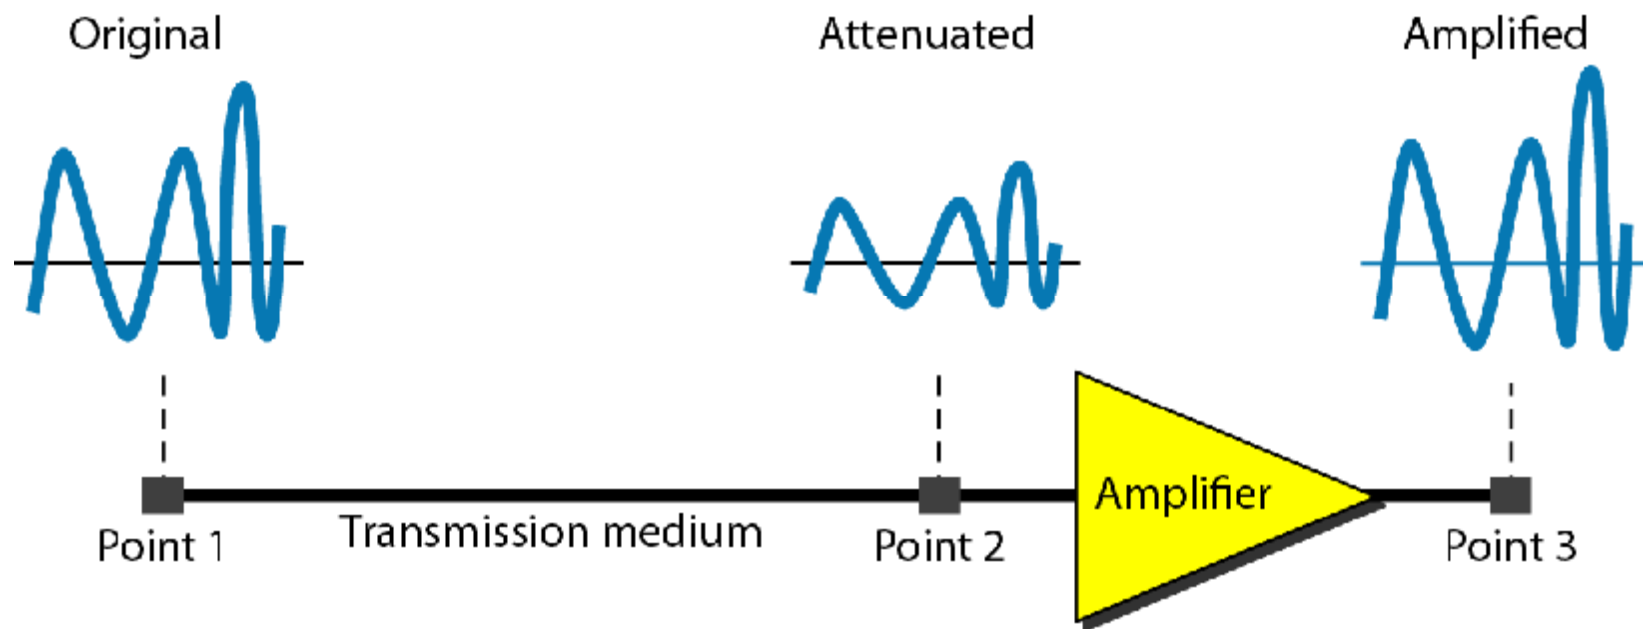 Original
Attenuated
Amplified
Amplifier
Transmission medium
Point 1
Point 2
Point 3